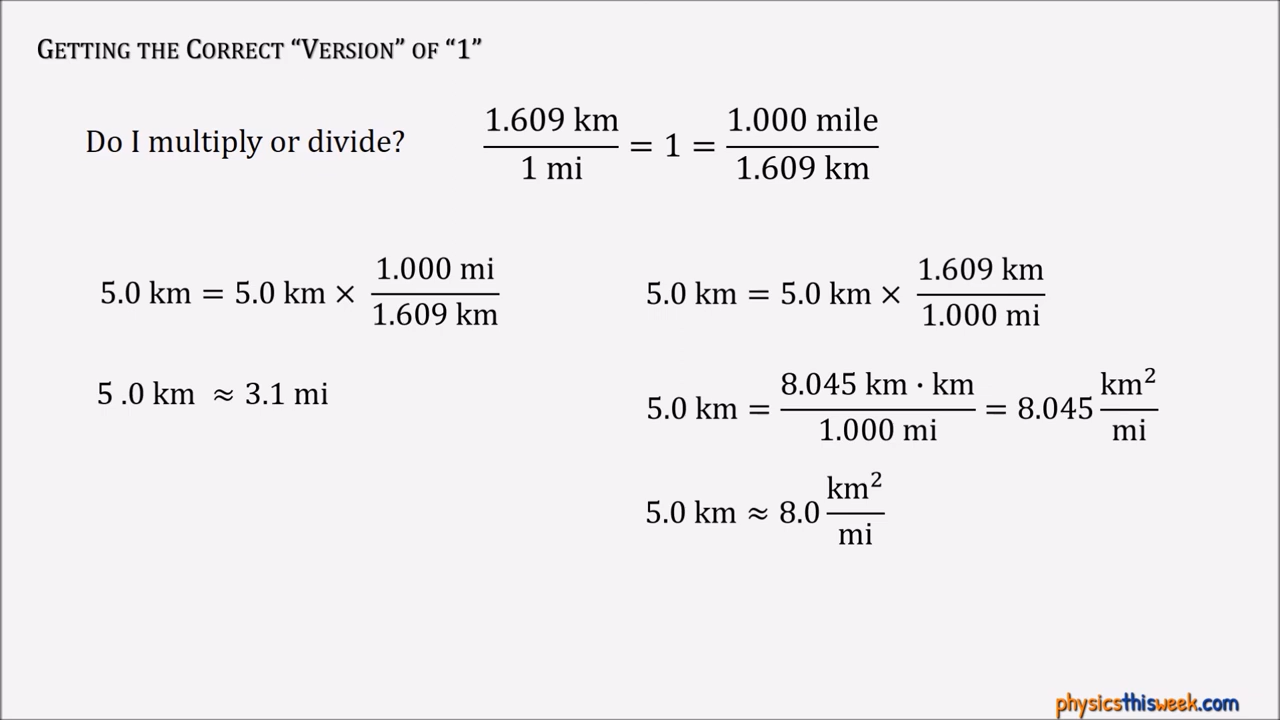 GETTING THE CORRECT “VERSION” OF “1”
Do I multiply or divide?
1.609 km / 1 mi = 1 = 1.000 mile / 1.609 km
5.0 km = 5.0 km × 1.000 mi / 1.609 km
5 .0 km ≈ 3.1 mi
5.0 km = 5.0 km × 1.609 km / 1.000 mi
5.0 km = 8.045 km · km / 1.000 mi = 8.045 km² / mi
5.0 km ≈ 8.0 km² / mi
physicsthisweek.com